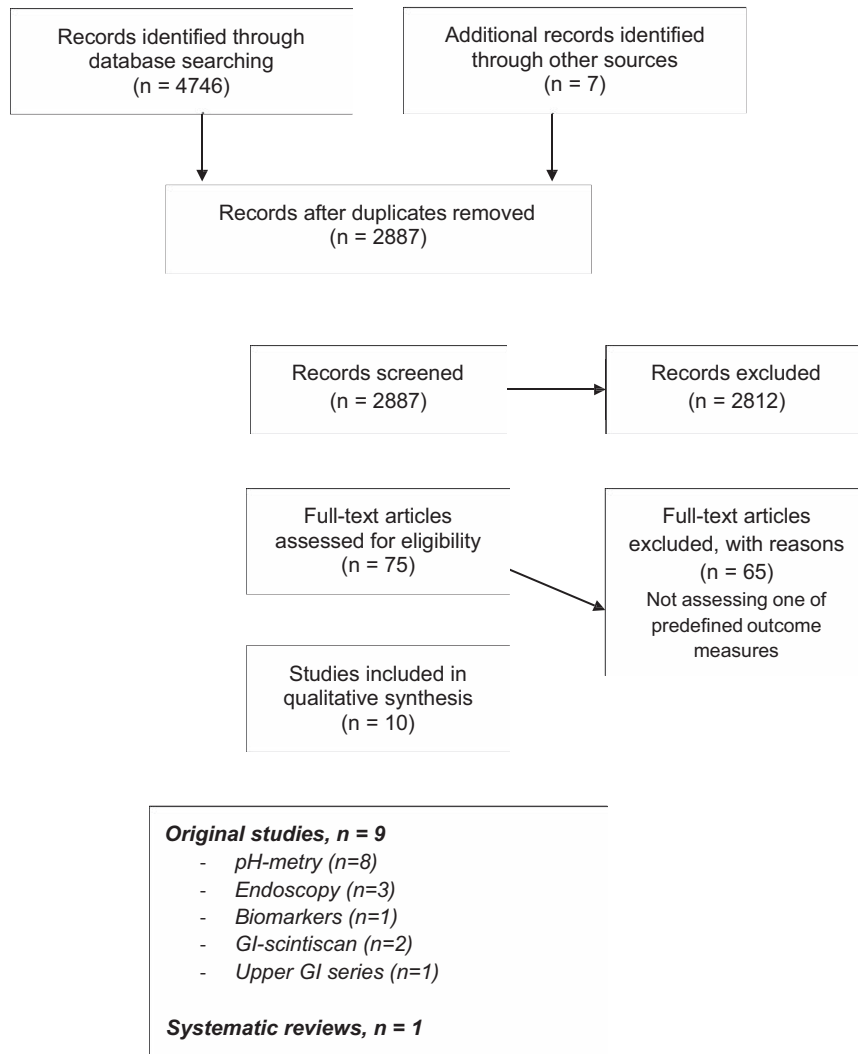 Records identified through
database searching
(n = 4746)
Additional records identified
through other sources
(n = 7)
Records after duplicates removed
(n = 2887)
Records screened
(n = 2887)
Records excluded
(n = 2812)
Full-text articles
assessed for eligibility
(n = 75)
Full-text articles
excluded, with reasons
(n = 65)
Not assessing one of
predefined outcome
measures
Studies included in
qualitative synthesis
(n = 10)
Original studies, n = 9
- pH-metry (n=8)
- Endoscopy (n=3)
- Biomarkers (n=1)
- GI-scintiscan (n=2)
- Upper GI series (n=1)
Systematic reviews, n = 1